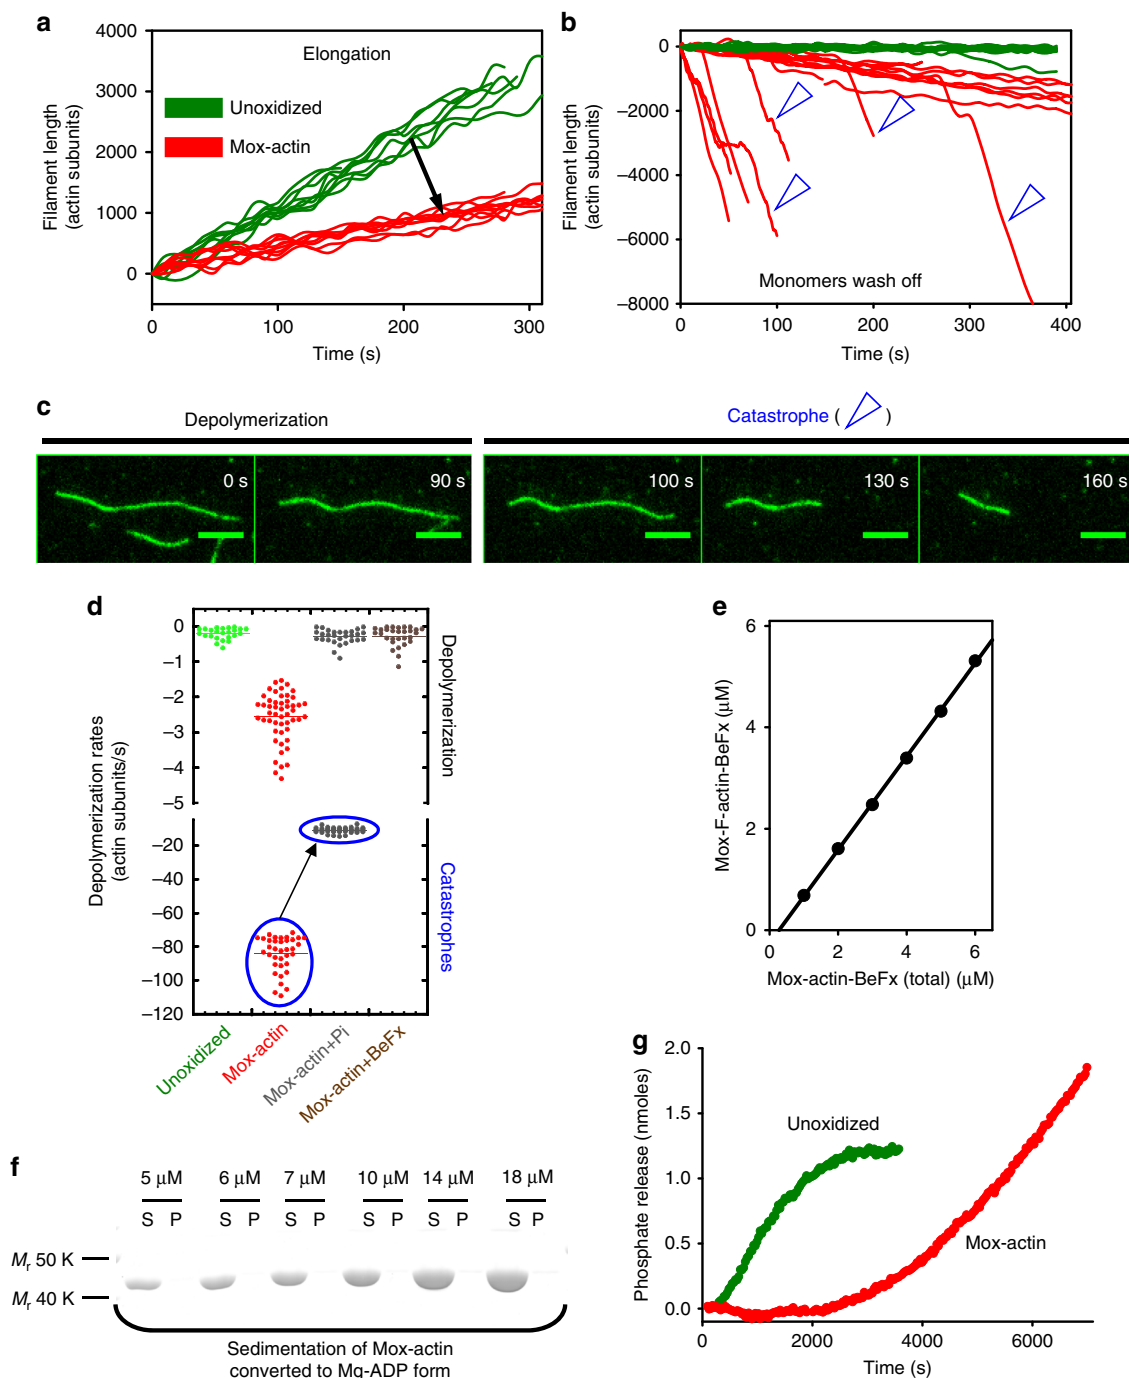 a
4000
3000
2000
1000
0
Filament length
(actin subunits)
Elongation
Unoxidized
Mox-actin
0 100 200 300
Time (s)
b
0
−2000
−4000
−6000
−8000
Filament length
(actin subunits)
Monomers wash off
0 100 200 300 400
Time (s)
c
Depolymerization
Catastrophe ( )
0 s
90 s
100 s
130 s
160 s
d
0
−1
−2
−3
−4
−5
−20
−40
−60
−80
−100
−120
Depolymerization rates
(actin subunits/s)
Depolymerization
Catastrophes
Unoxidized
Mox-actin
Mox-actin+Pi
Mox-actin+BeFx
e
6
4
2
0
Mox-F-actin-BeFx (μM)
0 2 4 6
Mox-actin-BeFx (total) (μM)
f
5 μM 6 μM 7 μM 10 μM 14 μM 18 μM
S P S P S P S P S P S P
Mr 50 K
Mr 40 K
Sedimentation of Mox-actin
converted to Mg-ADP form
g
2.0
1.5
1.0
0.5
0.0
Phosphate release (nmoles)
Unoxidized
Mox-actin
0 2000 4000 6000
Time (s)